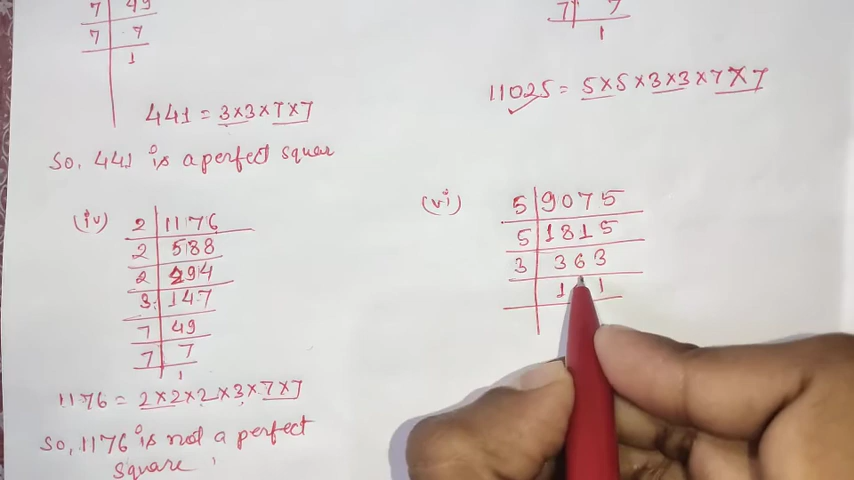 7 49
7 7
1
441 = 3×3×7×7
So, 441 is a perfect squar
(iv) 2 1176
2 588
2 294
3 147
7 49
7 7
1
1176 = 2×2×2×3×7×7
So, 1176 is not a perfect
square
7 7
1
11025 = 5×5×3×3×7×7
(vi) 5 9075
5 1815
3 363
1 1